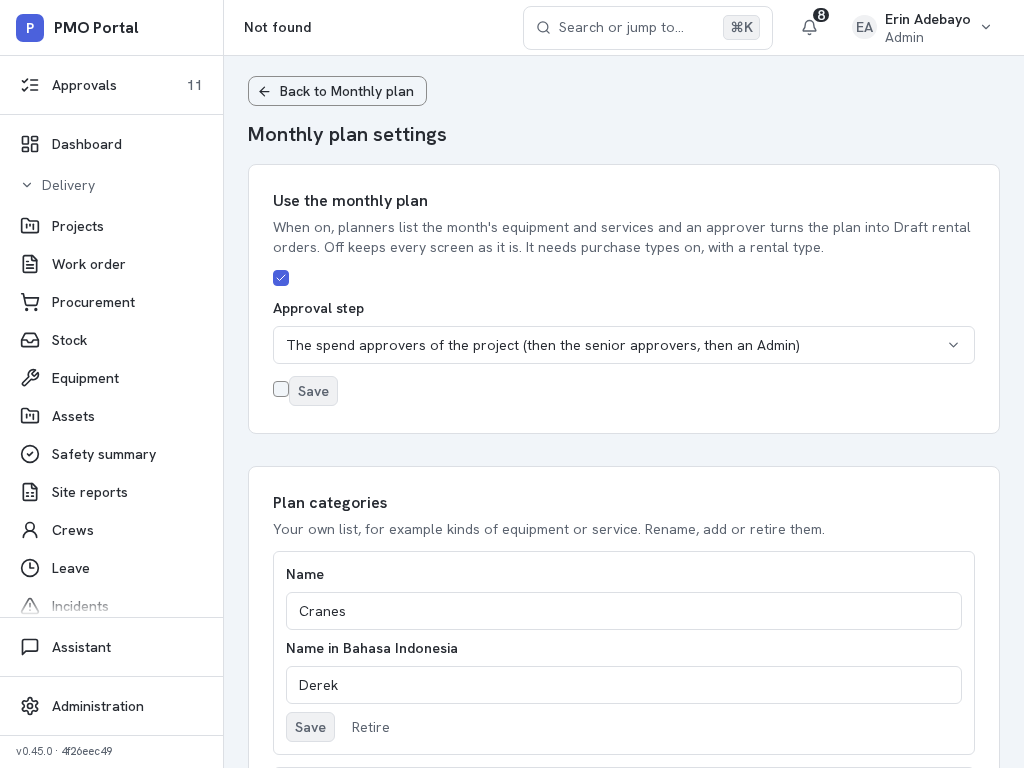 P PMO Portal
Not found
Search or jump to...
⌘K
8
EA
Erin Adebayo
Admin
Approvals 11
Dashboard
Delivery
Projects
Work order
Procurement
Stock
Equipment
Assets
Safety summary
Site reports
Crews
Leave
Incidents
Assistant
Administration
v0.45.0 · 4f26eec49
Back to Monthly plan
Monthly plan settings
Use the monthly plan
When on, planners list the month's equipment and services and an approver turns the plan into Draft rental
orders. Off keeps every screen as it is. It needs purchase types on, with a rental type.
Approval step
The spend approvers of the project (then the senior approvers, then an Admin)
Save
Plan categories
Your own list, for example kinds of equipment or service. Rename, add or retire them.
Name
Cranes
Name in Bahasa Indonesia
Derek
Save Retire